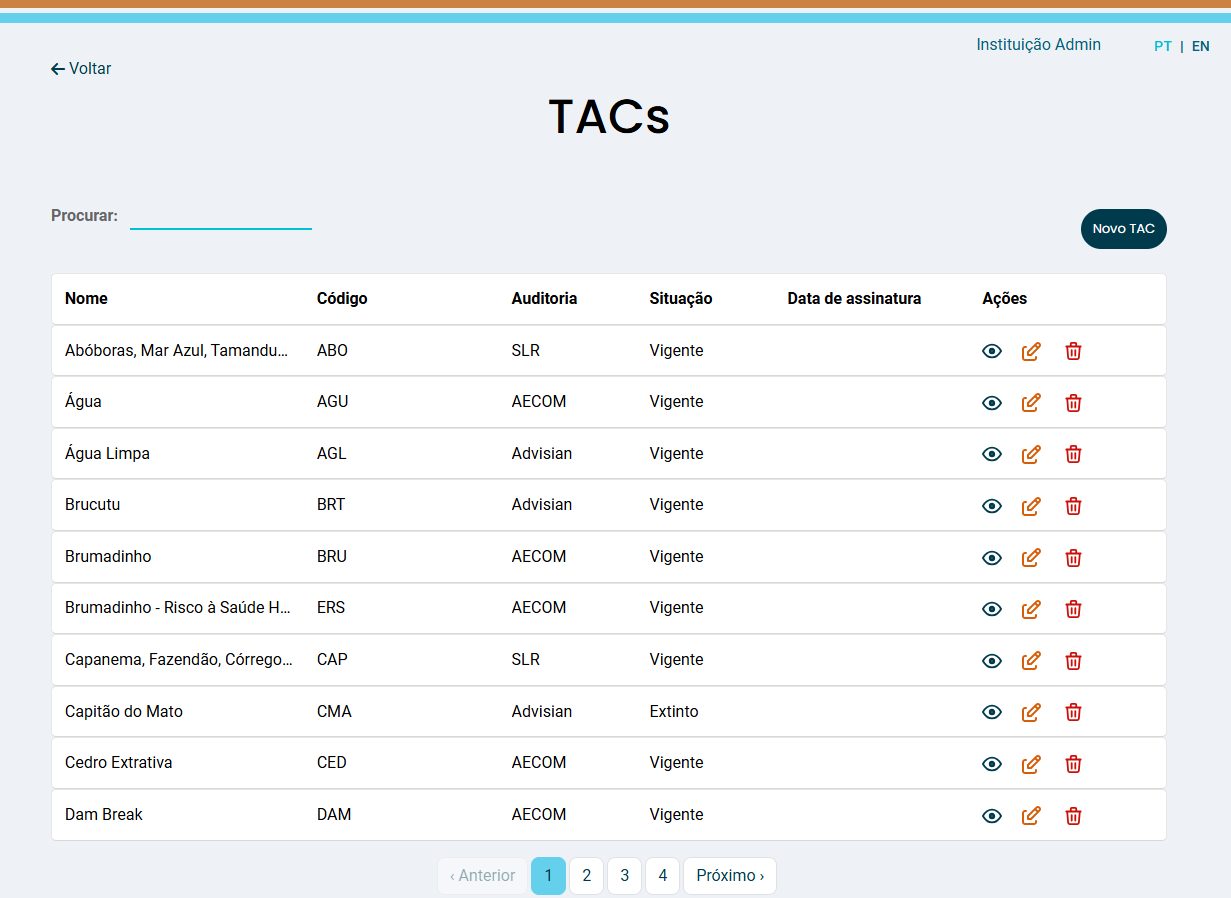 Instituição Admin PT | EN
← Voltar
TACs
Procurar:
Novo TAC
Nome Código Auditoria Situação Data de assinatura Ações
Abóboras, Mar Azul, Tamandu... ABO SLR Vigente
Água AGU AECOM Vigente
Água Limpa AGL Advisian Vigente
Brucutu BRT Advisian Vigente
Brumadinho BRU AECOM Vigente
Brumadinho - Risco à Saúde H... ERS AECOM Vigente
Capanema, Fazendão, Córrego... CAP SLR Vigente
Capitão do Mato CMA Advisian Extinto
Cedro Extrativa CED AECOM Vigente
Dam Break DAM AECOM Vigente
‹ Anterior 1 2 3 4 Próximo ›